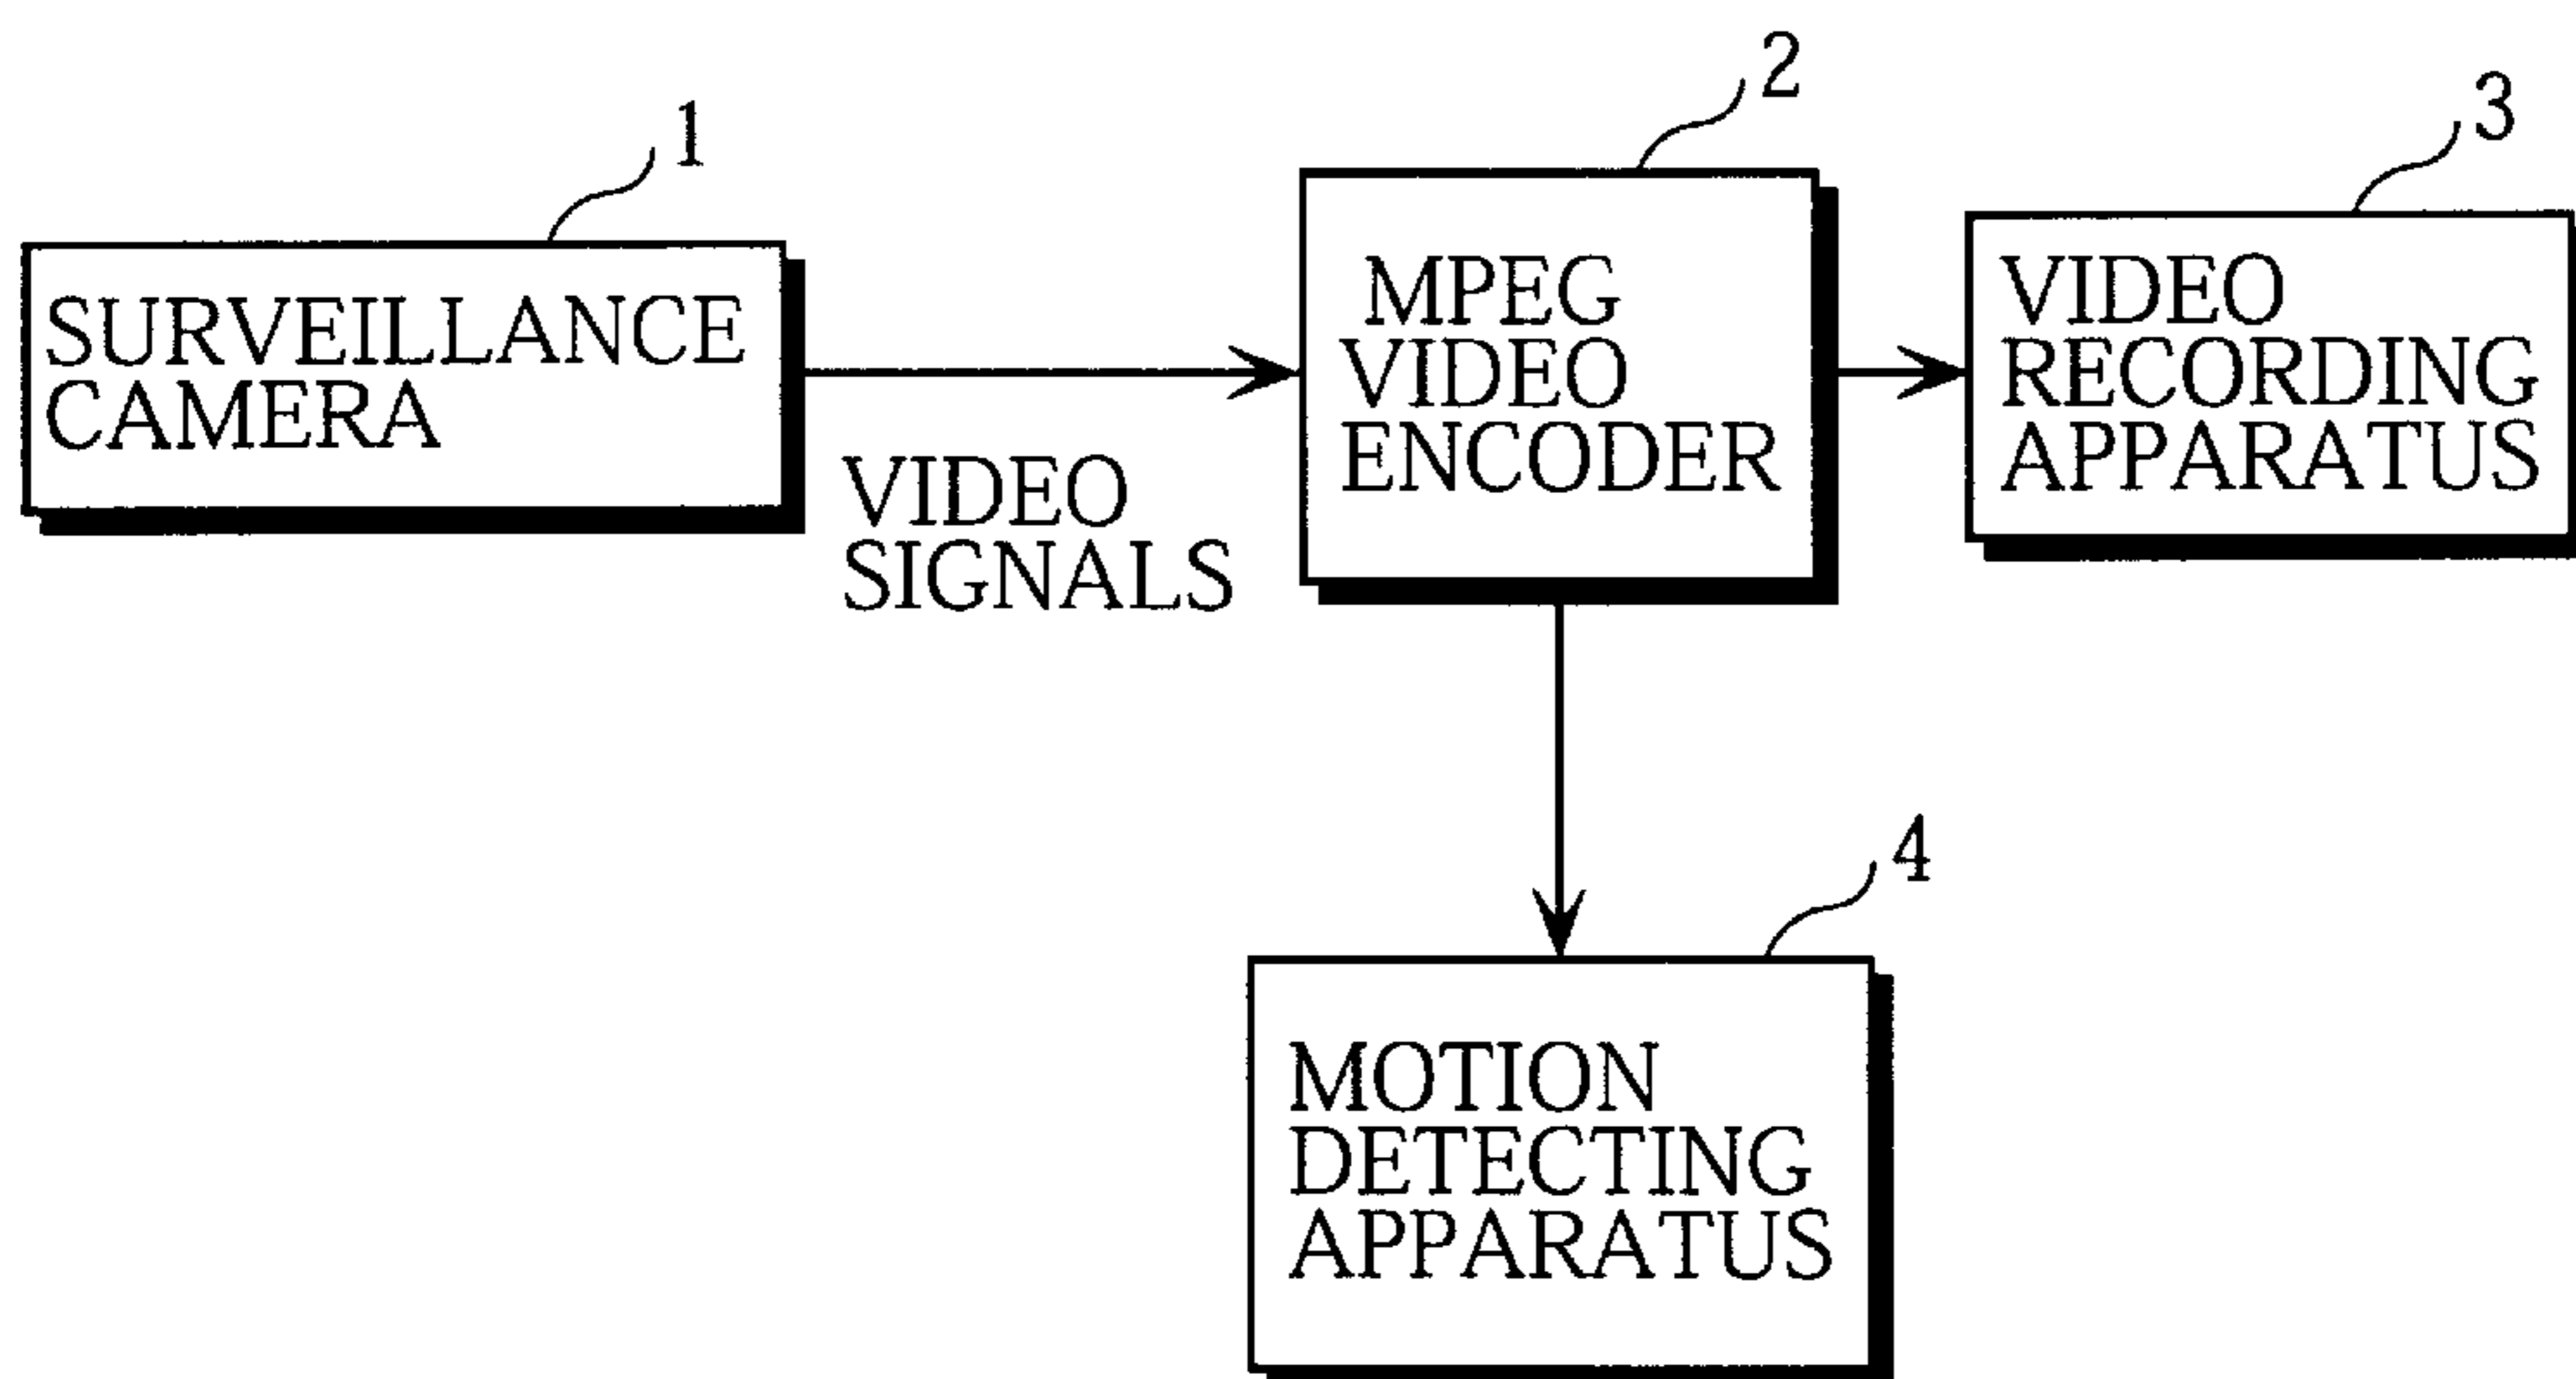 1
SURVEILLANCE
CAMERA
VIDEO
SIGNALS
2
MPEG
VIDEO
ENCODER
3
VIDEO
RECORDING
APPARATUS
4
MOTION
DETECTING
APPARATUS